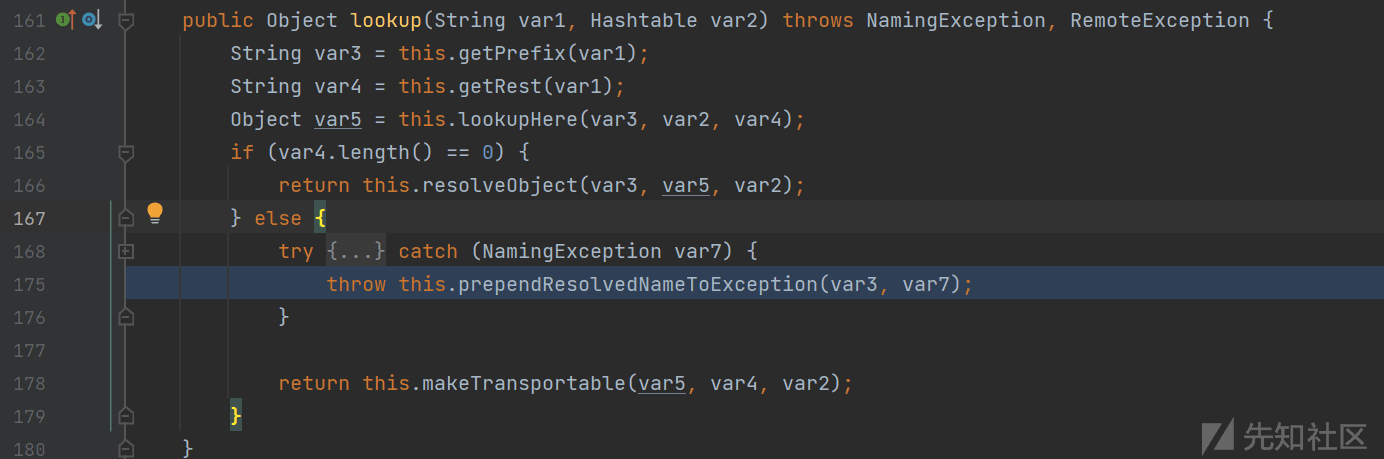 161 public Object lookup(String var1, Hashtable var2) throws NamingException, RemoteException {
162 String var3 = this.getPrefix(var1);
163 String var4 = this.getRest(var1);
164 Object var5 = this.lookupHere(var3, var2, var4);
165 if (var4.length() == 0) {
166 return this.resolveObject(var3, var5, var2);
167 } else {
168 try {...} catch (NamingException var7) {
175 throw this.prependResolvedNameToException(var3, var7);
176 }
177
178 return this.makeTransportable(var5, var4, var2);
179 }
180 }
先知社区